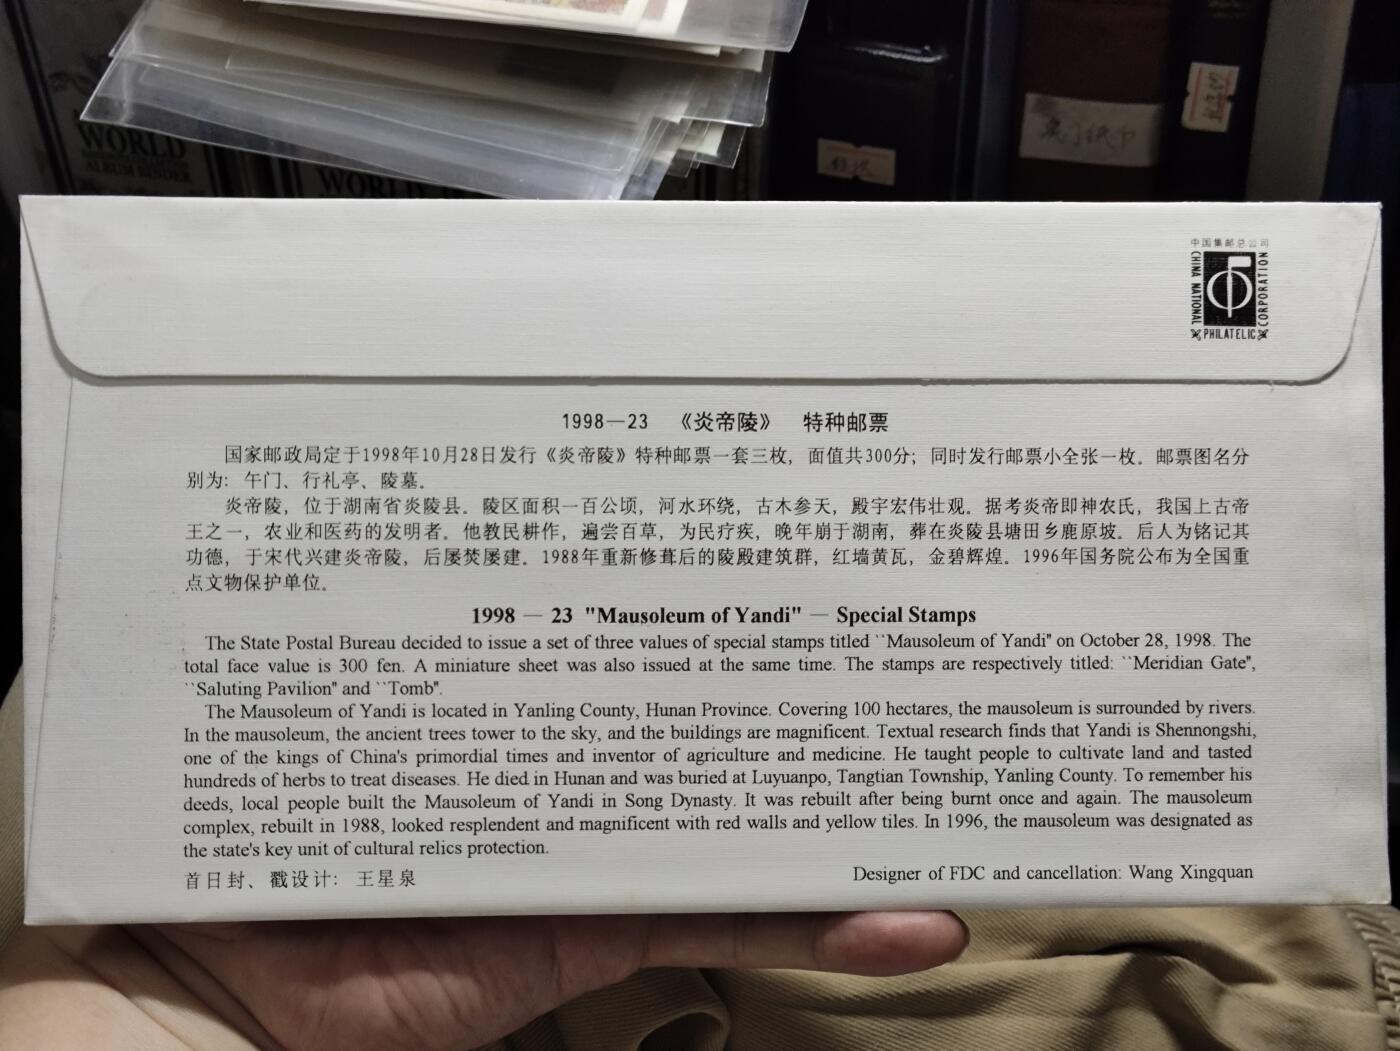 WORLD
ALBUM BINDER
WORLD
中国集邮总公司
CHINA NATIONAL
PHILATELIC
CORPORATION
1998—23 《炎帝陵》 特种邮票
国家邮政局定于1998年10月28日发行《炎帝陵》特种邮票一套三枚，面值共300分；同时发行邮票小全张一枚。邮票图名分
别为：午门、行礼亭、陵墓。
炎帝陵，位于湖南省炎陵县。陵区面积一百公顷，河水环绕，古木参天，殿宇宏伟壮观。据考炎帝即神农氏，我国上古帝
王之一，农业和医药的发明者。他教民耕作，遍尝百草，为民疗疾，晚年崩于湖南，葬在炎陵县塘田乡鹿原坡。后人为铭记其
功德，于宋代兴建炎帝陵，后屡焚屡建。1988年重新修葺后的陵殿建筑群，红墙黄瓦，金碧辉煌。1996年国务院公布为全国重
点文物保护单位。
1998 — 23 "Mausoleum of Yandi" — Special Stamps
The State Postal Bureau decided to issue a set of three values of special stamps titled ``Mausoleum of Yandi" on October 28, 1998. The
total face value is 300 fen. A miniature sheet was also issued at the same time. The stamps are respectively titled: ``Meridian Gate",
``Saluting Pavilion" and ``Tomb".
The Mausoleum of Yandi is located in Yanling County, Hunan Province. Covering 100 hectares, the mausoleum is surrounded by rivers.
In the mausoleum, the ancient trees tower to the sky, and the buildings are magnificent. Textual research finds that Yandi is Shennongshi,
one of the kings of China's primordial times and inventor of agriculture and medicine. He taught people to cultivate land and tasted
hundreds of herbs to treat diseases. He died in Hunan and was buried at Luyuanpo, Tangtian Township, Yanling County. To remember his
deeds, local people built the Mausoleum of Yandi in Song Dynasty. It was rebuilt after being burnt once and again. The mausoleum
complex, rebuilt in 1988, looked resplendent and magnificent with red walls and yellow tiles. In 1996, the mausoleum was designated as
the state's key unit of cultural relics protection.
首日封、戳设计：王星泉
Designer of FDC and cancellation: Wang Xingquan